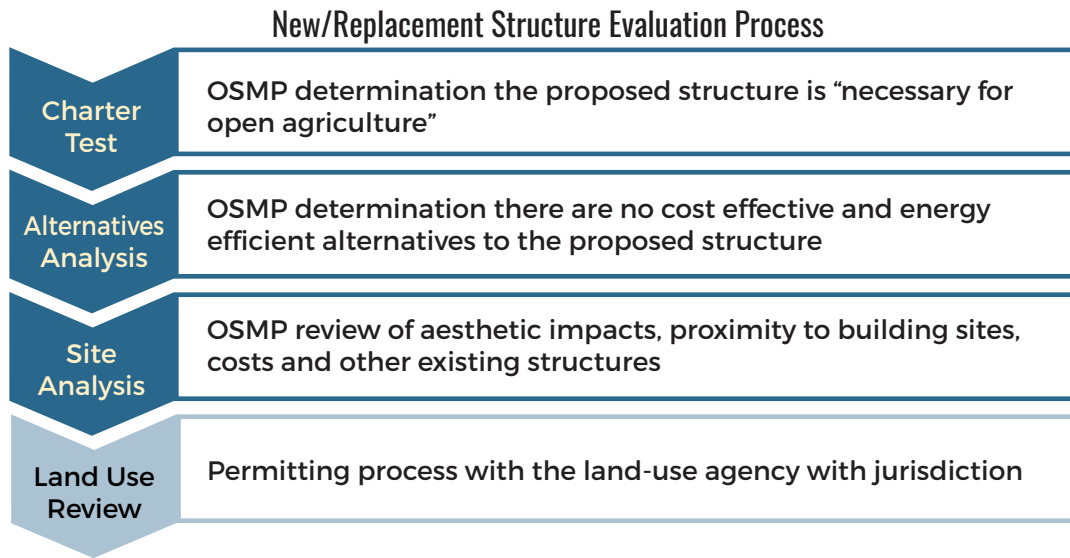 New/Replacement Structure Evaluation Process
Charter
Test
OSMP determination the proposed structure is “necessary for
open agriculture”
Alternatives
Analysis
OSMP determination there are no cost effective and energy
efficient alternatives to the proposed structure
Site
Analysis
OSMP review of aesthetic impacts, proximity to building sites,
costs and other existing structures
Land Use
Review
Permitting process with the land-use agency with jurisdiction